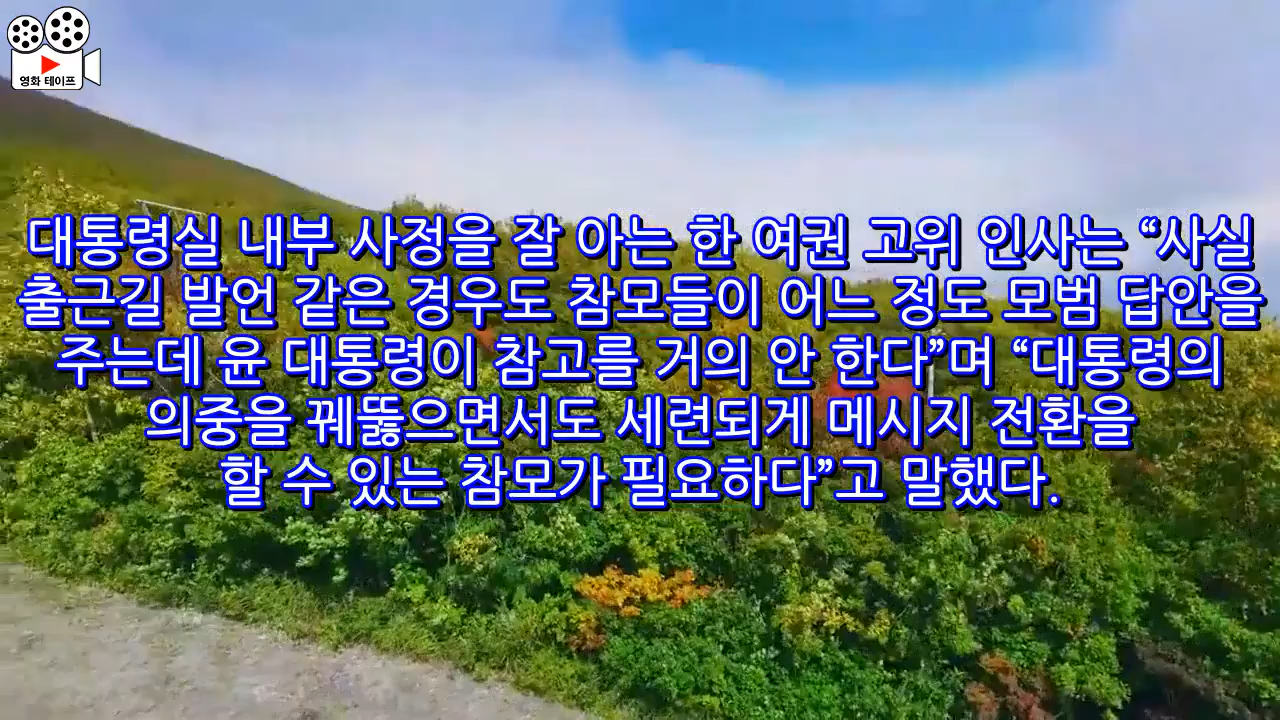 영화 테이프
대통령실 내부 사정을 잘 아는 한 여권 고위 인사는 “사실
출근길 발언 같은 경우도 참모들이 어느 정도 모범 답안을
주는데 윤 대통령이 참고를 거의 안 한다”며 “대통령의
의중을 꿰뚫으면서도 세련되게 메시지 전환을
할 수 있는 참모가 필요하다”고 말했다.